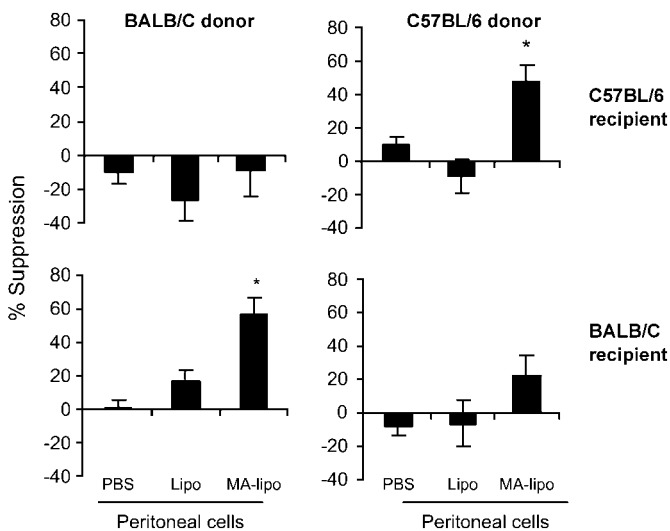 BALB/C donor
C57BL/6 donor
80
60
40
20
0
-20
-40
*
80
60
40
20
0
-20
-40
C57BL/6
recipient
% Suppression
80
60
40
20
0
-20
-40
*
PBS Lipo MA-lipo
Peritoneal cells
80
60
40
20
0
-20
-40
PBS Lipo MA-lipo
Peritoneal cells
BALB/C
recipient